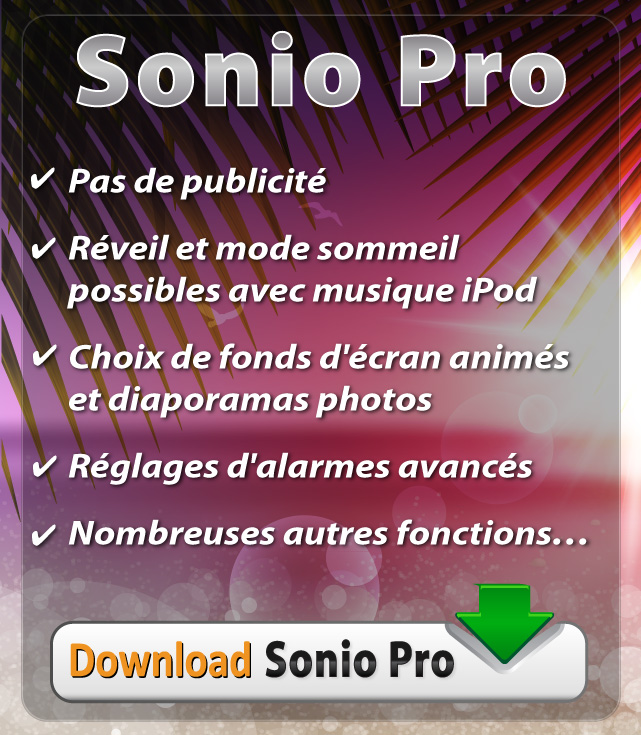 Sonio Pro
✓ Pas de publicité
✓ Réveil et mode sommeil
possibles avec musique iPod
✓ Choix de fonds d'écran animés
et diaporamas photos
✓ Réglages d'alarmes avancés
✓ Nombreuses autres fonctions…
Download Sonio Pro